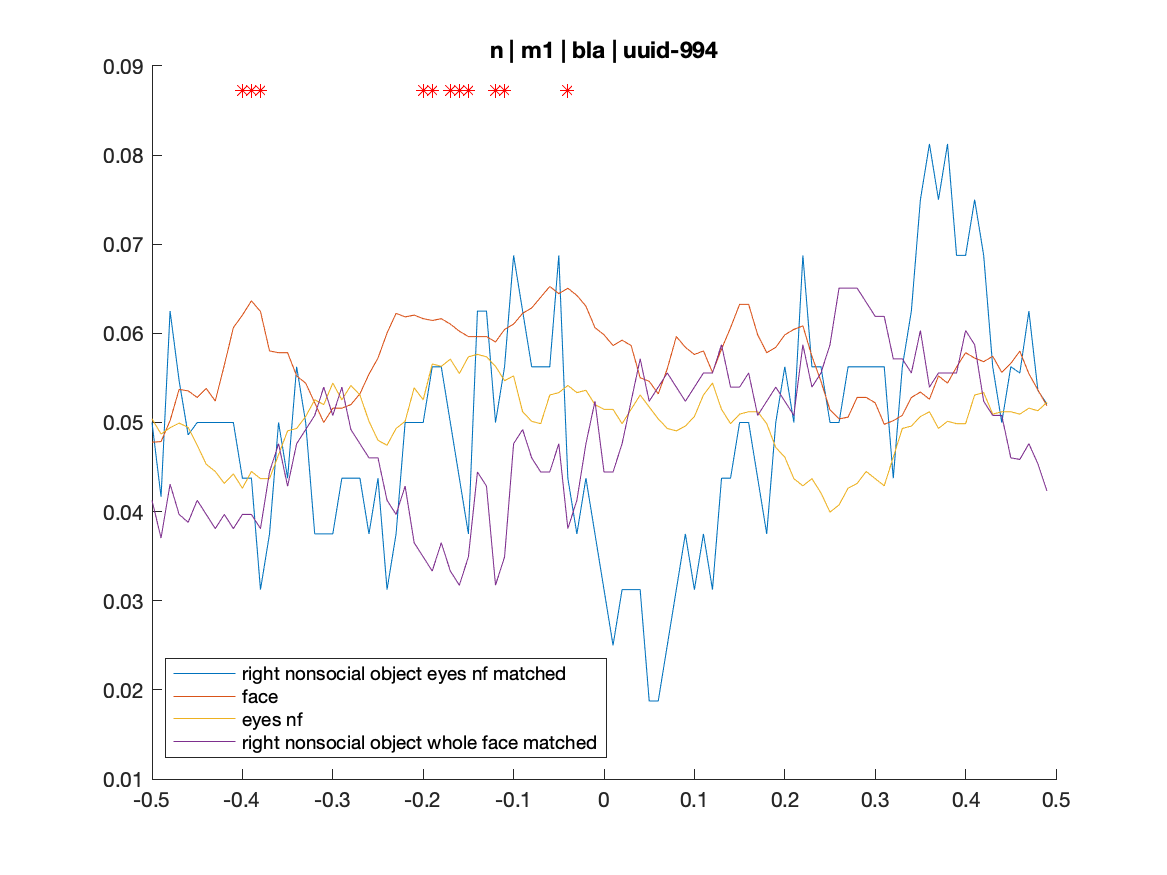 n | m1 | bla | uuid-994
0.09
0.08
0.07
0.06
0.05
0.04
0.03
0.02
0.01
right nonsocial object eyes nf matched
face
eyes nf
right nonsocial object whole face matched
-0.5 -0.4 -0.3 -0.2 -0.1 0 0.1 0.2 0.3 0.4 0.5